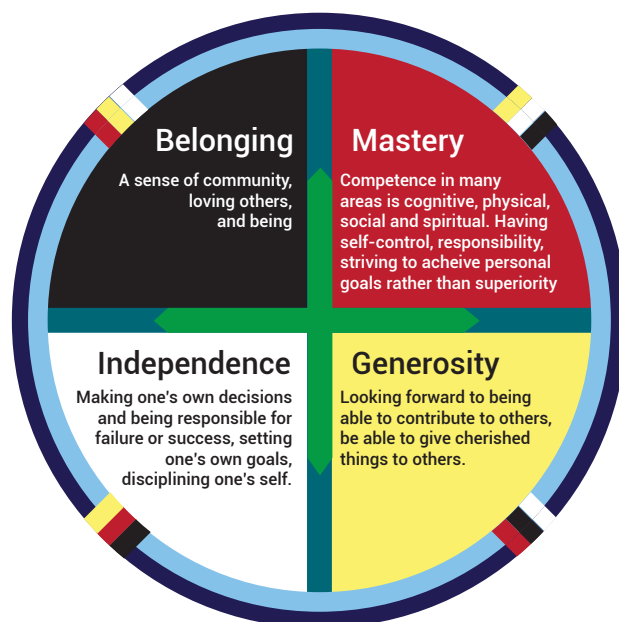 Belonging
A sense of community,
loving others,
and being
Mastery
Competence in many
areas is cognitive, physical,
social and spiritual. Having
self-control, responsibility,
striving to acheive personal
goals rather than superiority
Independence
Making one's own decisions
and being responsible for
failure or success, setting
one's own goals,
disciplining one's self.
Generosity
Looking forward to being
able to contribute to others,
be able to give cherished
things to others.